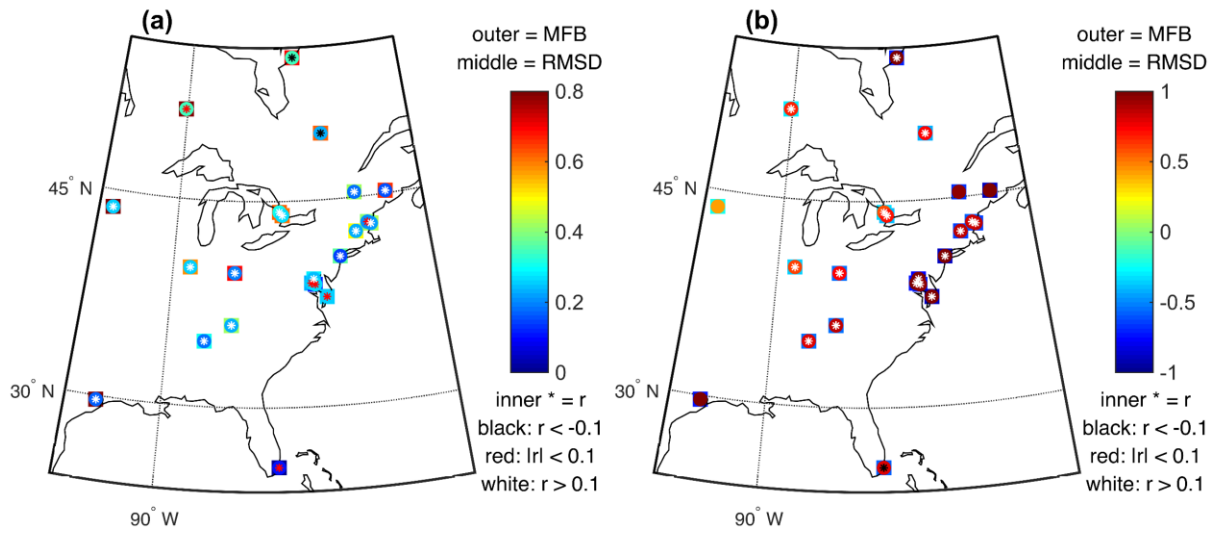 (a)
outer = MFB
middle = RMSD
0.8
0.6
0.4
0.2
0
45° N
30° N
90° W
inner * = r
black: r < -0.1
red: |r| < 0.1
white: r > 0.1
(b)
outer = MFB
middle = RMSD
1
0.5
0
-0.5
-1
45° N
30° N
90° W
inner * = r
black: r < -0.1
red: |r| < 0.1
white: r > 0.1